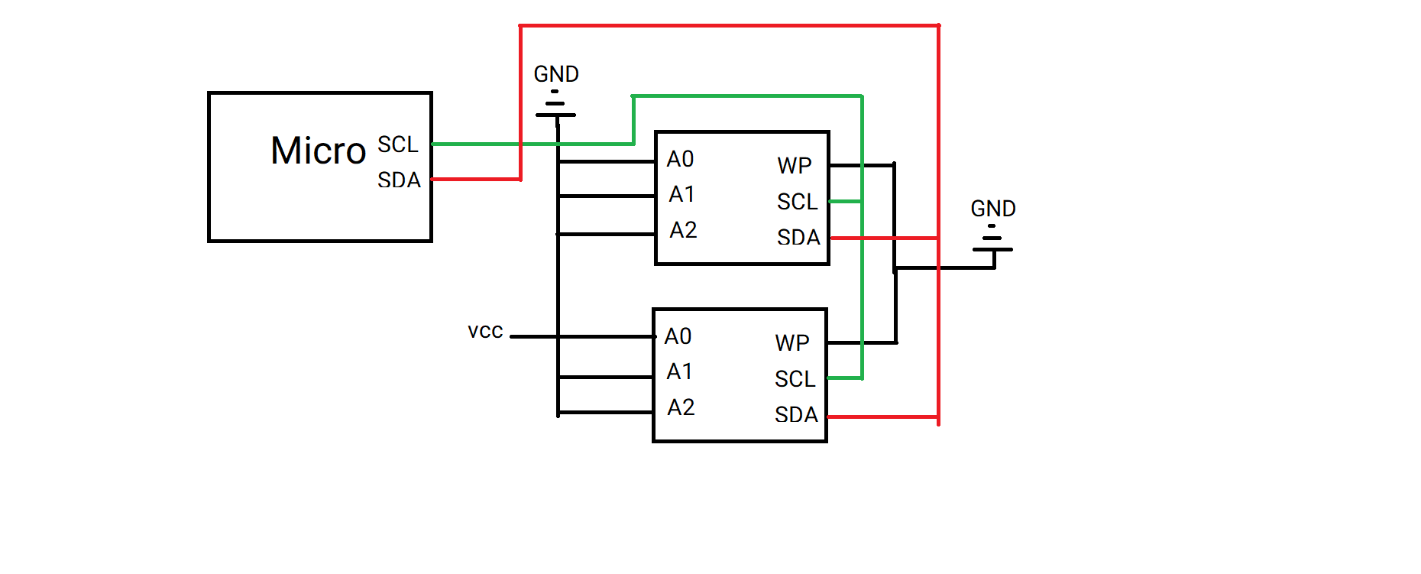 GND
Micro
SCL
SDA
A0
A1
A2
WP
SCL
SDA
GND
vcc
A0
A1
A2
WP
SCL
SDA